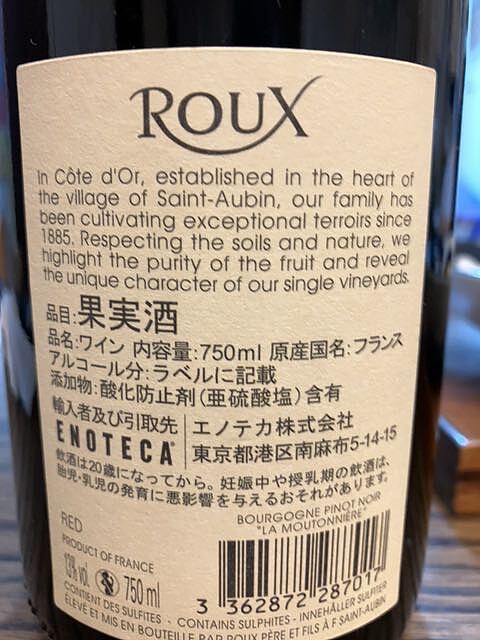 ROUX
In Côte d'Or, established in the heart of
the village of Saint-Aubin, our family has
been cultivating exceptional terroirs since
1885. Respecting the soils and nature, we
highlight the purity of the fruit and reveal
the unique character of our single vineyards.
品目:果実酒
品名:ワイン 内容量:750ml 原産国名:フランス
アルコール分:ラベルに記載
添加物:酸化防止剤(亜硫酸塩)含有
輸入者及び引取先
ENOTECA
エノテカ株式会社
東京都港区南麻布5-14-15
飲酒は20歳になってから。妊娠中や授乳期の飲酒は、
胎児・乳児の発育に悪影響を与えるおそれがあります。
BOURGOGNE PINOT NOIR
"LA MOUTONNIÈRE"
RED
PRODUCT OF FRANCE
13% vol. 750 ml
3 362872 287017
CONTIENT DES SULFITES - CONTAINS SULPHITES - INNEHÅLLER SULFITER
ÉLEVÉ ET MIS EN BOUTEILLE PAR ROUX PÈRE ET FILS À F SAINT-AUBIN